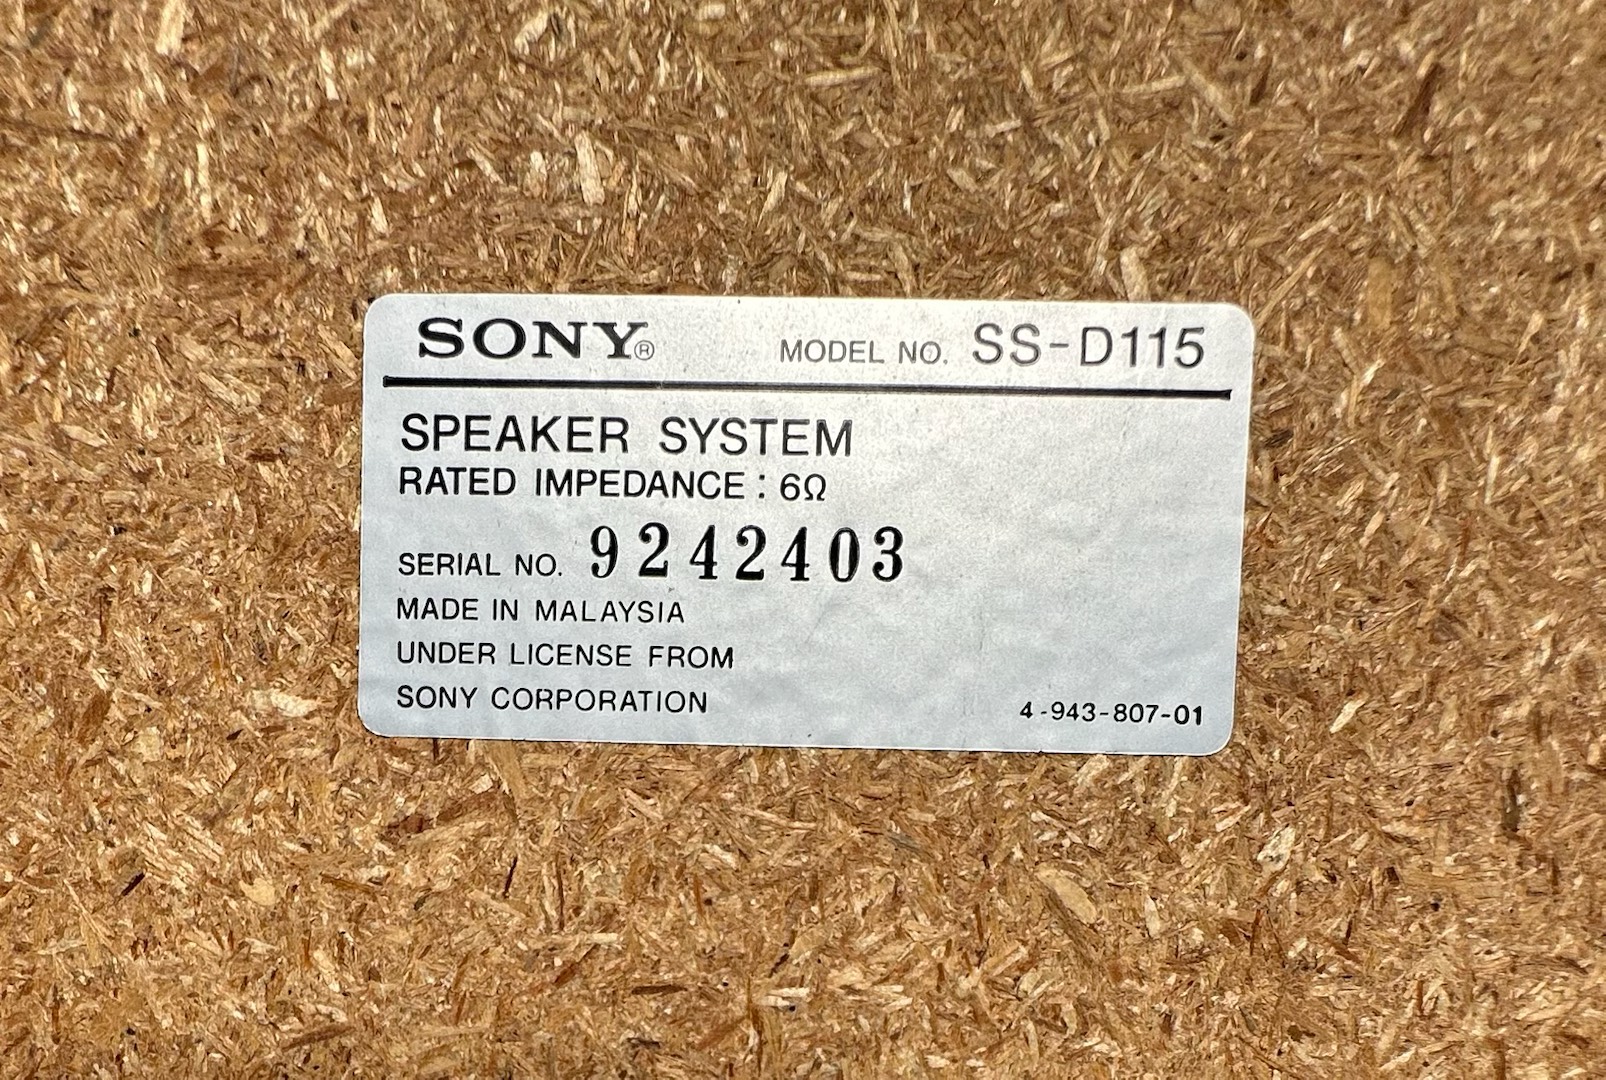 SONY® MODEL NO. SS-D115
SPEAKER SYSTEM
RATED IMPEDANCE : 6Ω
SERIAL NO. 9242403
MADE IN MALAYSIA
UNDER LICENSE FROM
SONY CORPORATION 4-943-807-01